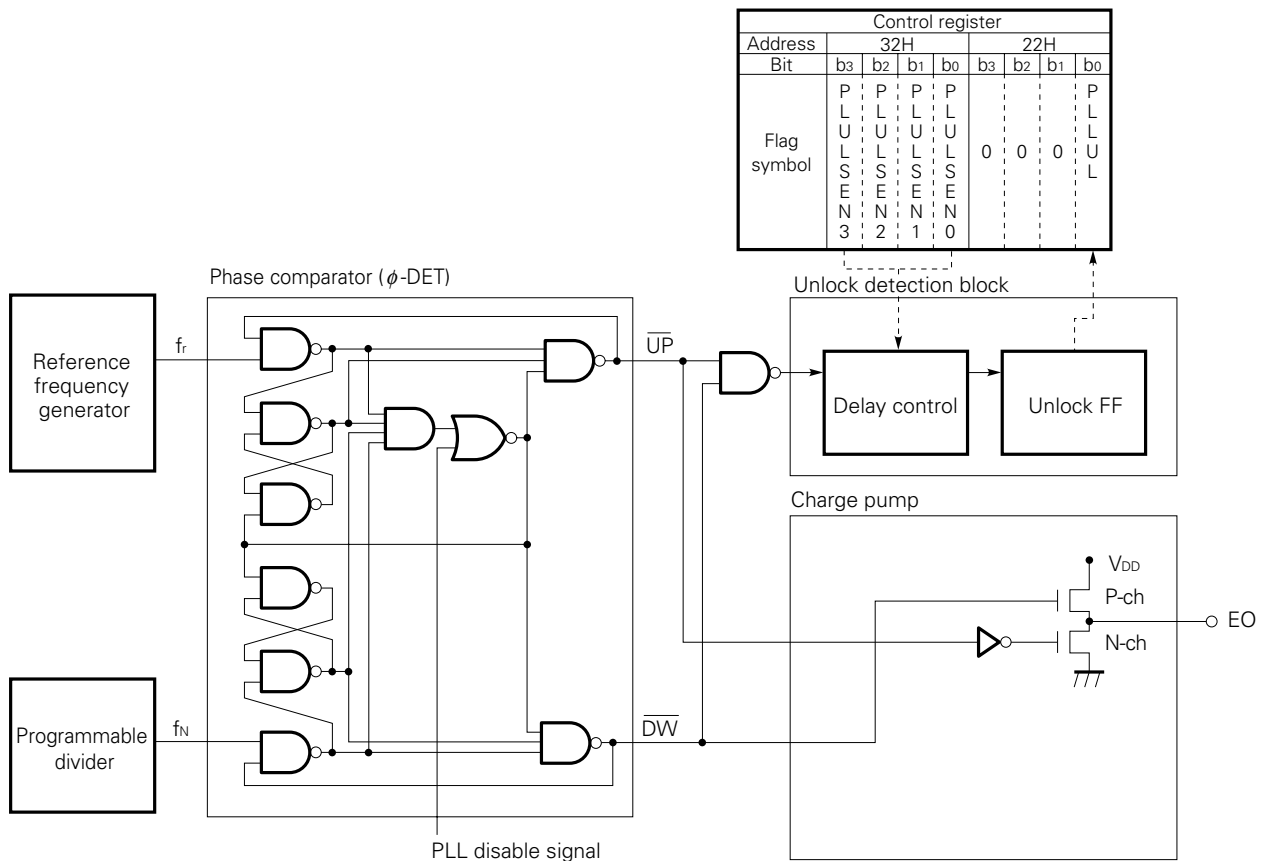 Control register
Address 32H 22H
Bit b3 b2 b1 b0 b3 b2 b1 b0
Flag symbol
PLULSEN3
PLULSEN2
PLULSEN1
PLULSEN0
0 0 0
PLLUL
Phase comparator (ϕ-DET)
Unlock detection block
Reference
frequency
generator
fr
UP
Delay control
Unlock FF
Charge pump
VDD
P-ch
EO
N-ch
Programmable
divider
fN
DW
PLL disable signal